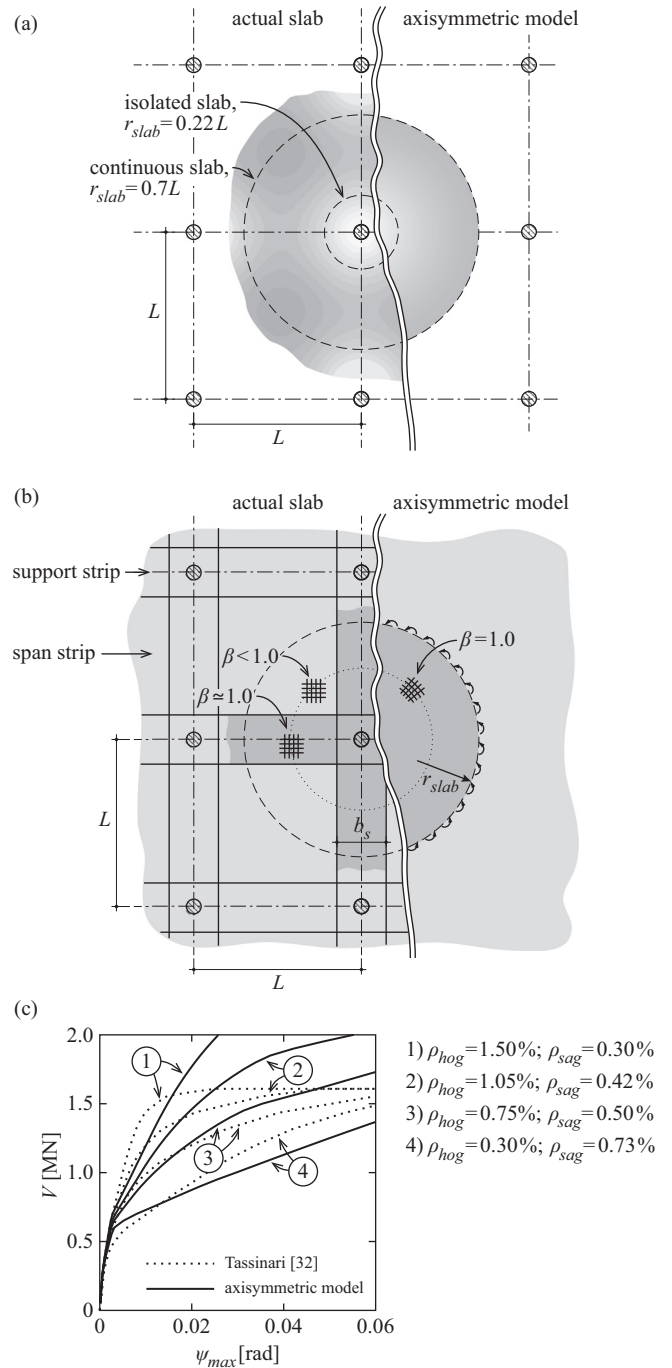 (a)
actual slab
axisymmetric model
isolated slab,
r_slab=0.22L
continuous slab,
r_slab=0.7L
L
L
(b)
actual slab
axisymmetric model
support strip
span strip
β<1.0
β=1.0
β≃1.0
r_slab
L
b_s
L
(c)
2.0
1.5
1.0
0.5
0
V [MN]
1
2
3
4
Tassinari [32]
axisymmetric model
0
0.02
0.04
0.06
ψ_max [rad]
1) ρ_hog=1.50%; ρ_sag=0.30%
2) ρ_hog=1.05%; ρ_sag=0.42%
3) ρ_hog=0.75%; ρ_sag=0.50%
4) ρ_hog=0.30%; ρ_sag=0.73%